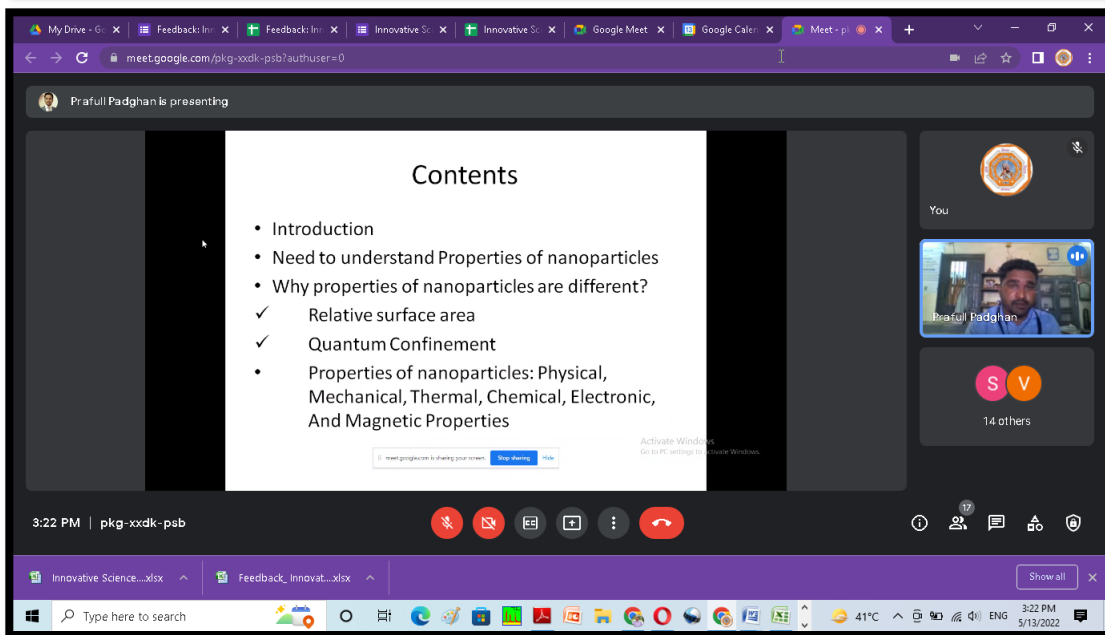 My Drive - Go
Feedback: Inn
Feedback: Inn
Innovative Sc
Innovative Sc
Google Meet
Google Calen
Meet - pl
meet.google.com/pkg-xxdk-psb?authuser=0
Prafull Padghan is presenting
Contents
• Introduction
• Need to understand Properties of nanoparticles
• Why properties of nanoparticles are different?
✓ Relative surface area
✓ Quantum Confinement
• Properties of nanoparticles: Physical,
Mechanical, Thermal, Chemical, Electronic,
And Magnetic Properties
meet.google.com is sharing your screen.
Stop sharing
Hide
Activate Windows
Go to PC settings to activate Windows.
You
Prafull Padghan
S V
14 others
3:22 PM | pkg-xxdk-psb
17
Innovative Science....xlsx
Feedback_ Innovat....xlsx
Show all
Type here to search
41°C
ENG
3:22 PM
5/13/2022